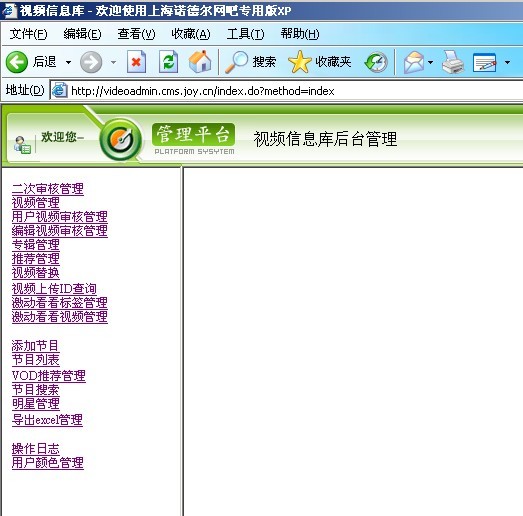 视频信息库 - 欢迎使用上海诺德尔网吧专用版XP
文件(F) 编辑(E) 查看(V) 收藏(A) 工具(T) 帮助(H)
后退 搜索 收藏夹
地址(D) http://videoadmin.cms.joy.cn/index.do?method=index
欢迎您- 管理平台 视频信息库后台管理
PLATFORM SYSYTEM
二次审核管理
视频管理
用户视频审核管理
编辑视频审核管理
专辑管理
推荐管理
视频替换
视频上传ID查询
激动看看标签管理
激动看看视频管理
添加节目
节目列表
VOD推荐管理
节目搜索
明星管理
导出excel管理
操作日志
用户颜色管理